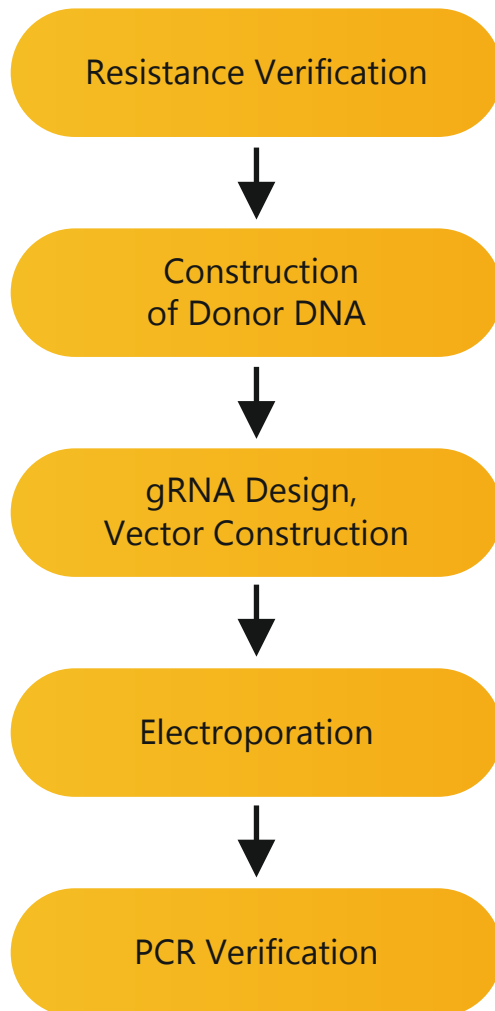 Resistance Verification
Construction
of Donor DNA
gRNA Design,
Vector Construction
Electroporation
PCR Verification